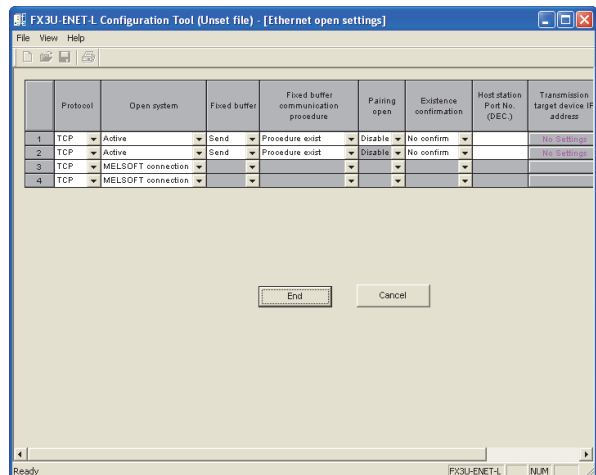 FX3U-ENET-L Configuration Tool (Unset file) - [Ethernet open settings]
File View Help
Protocol Open system Fixed buffer Fixed buffer communication procedure Pairing open Existence confirmation Host station Port No. (DEC.) Transmission target device IP address
1 TCP Active Send Procedure exist Disable No confirm No Settings
2 TCP Active Send Procedure exist Disable No confirm No Settings
3 TCP MELSOFT connection
4 TCP MELSOFT connection
End Cancel
Ready FX3U-ENET-L NUM